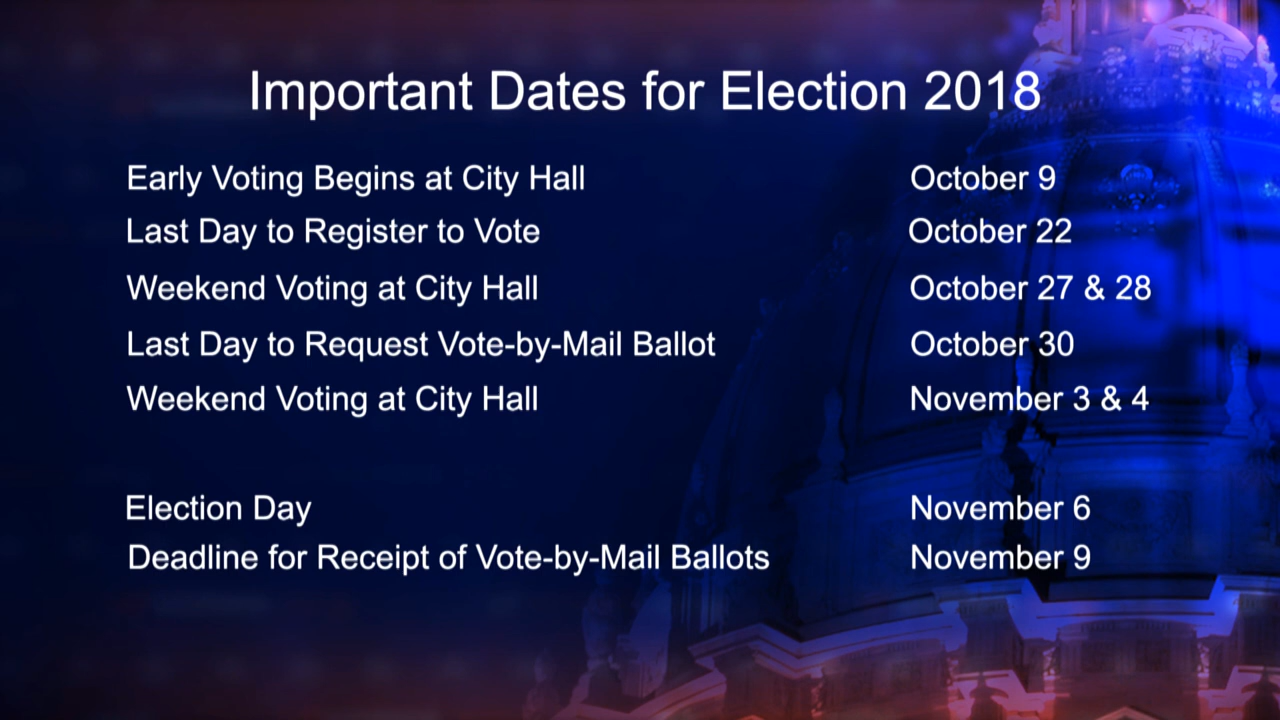 Important Dates for Election 2018
Early Voting Begins at City Hall October 9
Last Day to Register to Vote October 22
Weekend Voting at City Hall October 27 & 28
Last Day to Request Vote-by-Mail Ballot October 30
Weekend Voting at City Hall November 3 & 4
Election Day November 6
Deadline for Receipt of Vote-by-Mail Ballots November 9